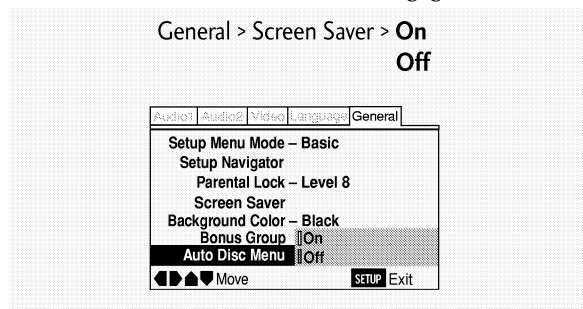 General > Screen Saver > On
Off
Audio1 Audio2 Video Language General
Setup Menu Mode – Basic
Setup Navigator
Parental Lock – Level 8
Screen Saver
Background Color – Black
Bonus Group On
Auto Disc Menu Off
Move SETUP Exit